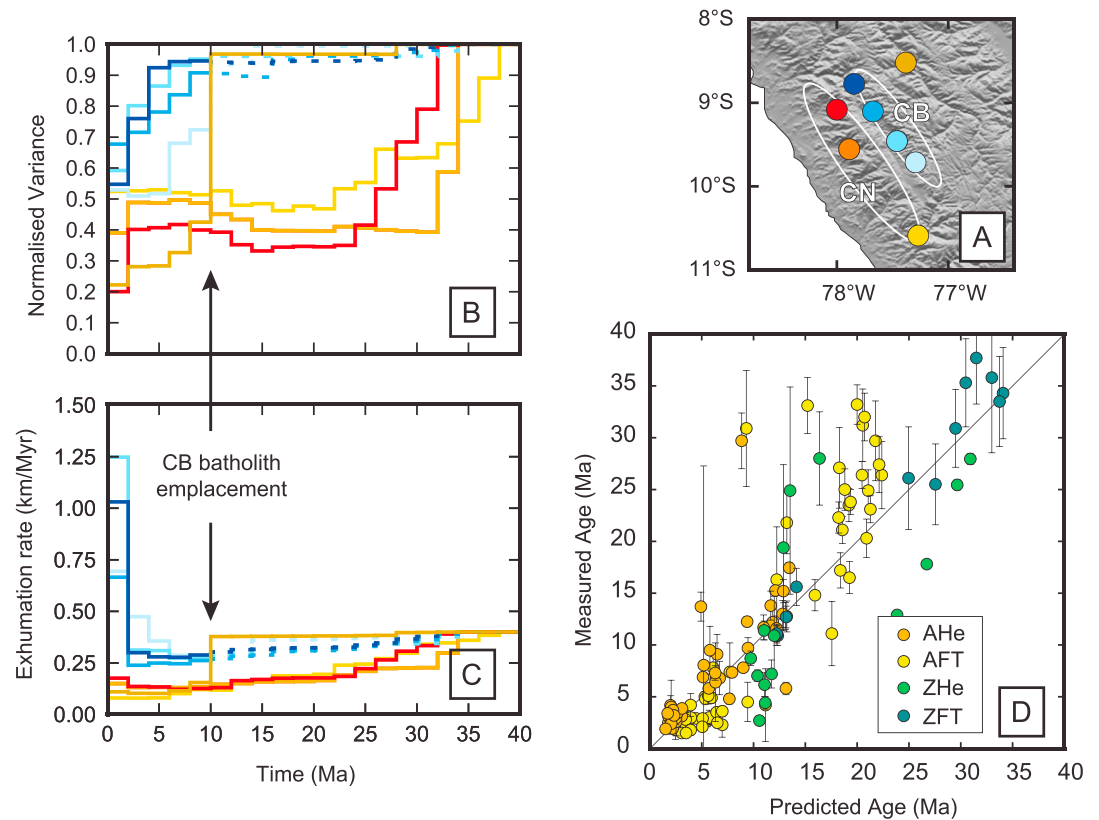 1.0
0.9
0.8
0.7
0.6
0.5
0.4
0.3
0.2
0.1
0.0
Normalised Variance
B
1.50
1.25
1.00
0.75
0.50
0.25
0.00
Exhumation rate (km/Myr)
CB batholith
emplacement
C
0 5 10 15 20 25 30 35 40
Time (Ma)
8°S
9°S
10°S
11°S
CB
CN
A
78°W 77°W
40
35
30
25
20
15
10
5
0
Measured Age (Ma)
AHe
AFT
ZHe
ZFT
D
0 5 10 15 20 25 30 35 40
Predicted Age (Ma)